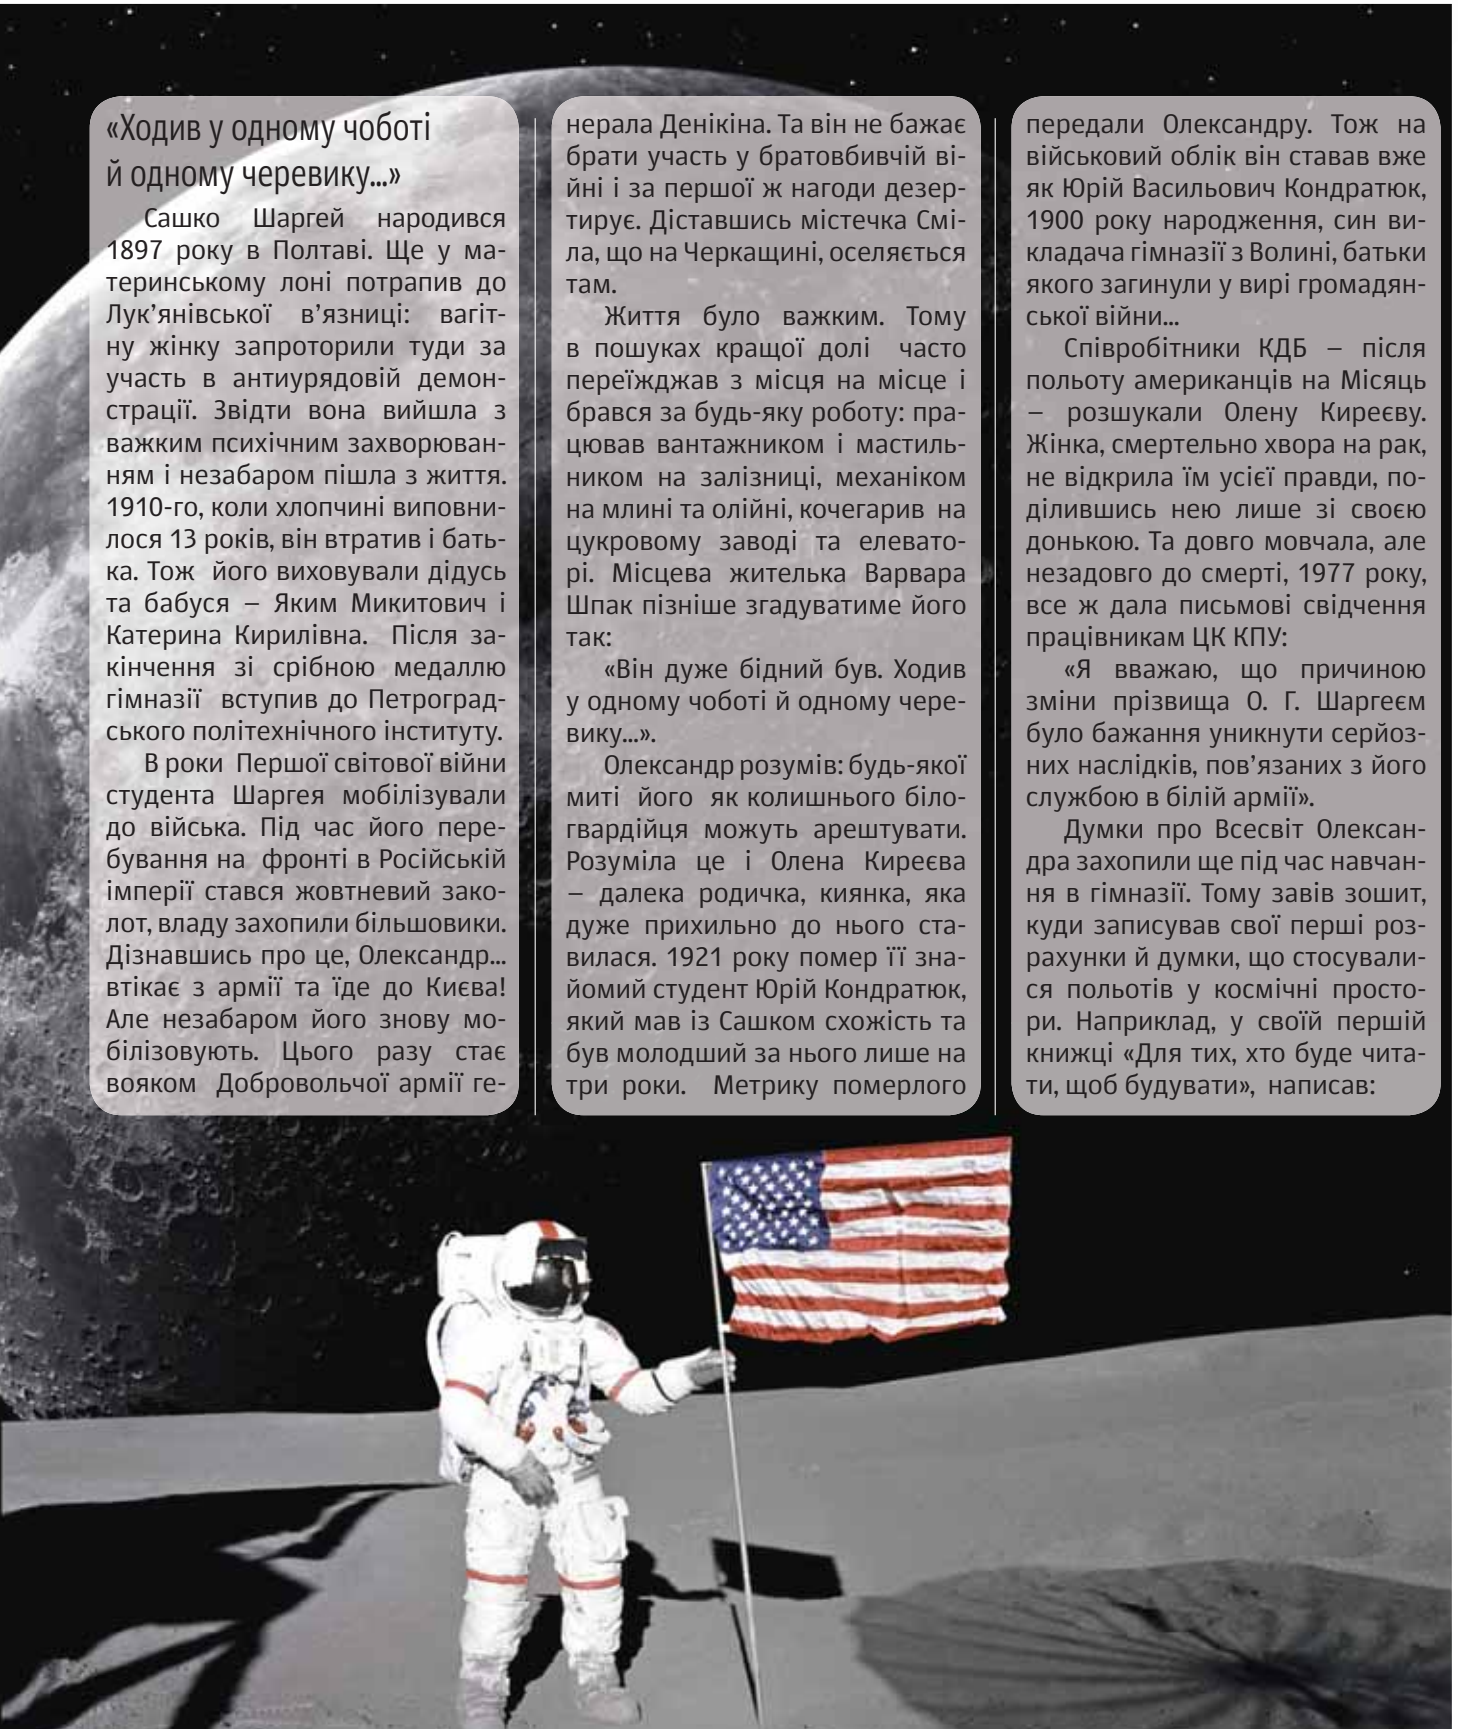 «Ходив у одному чоботі
й одному черевику...»
Сашко Шаргей народився
1897 року в Полтаві. Ще у ма-
теринському лоні потрапив до
Лук’янівської в’язниці: вагіт-
ну жінку запроторили туди за
участь в антиурядовій демон-
страції. Звідти вона вийшла з
важким психічним захворюван-
ням і незабаром пішла з життя.
1910-го, коли хлопчині виповни-
лося 13 років, він втратив і бать-
ка. Тож його виховували дідусь
та бабуся – Яким Микитович і
Катерина Кирилівна. Після за-
кінчення зі срібною медаллю
гімназії вступив до Петроград-
ського політехнічного інституту.
В роки Першої світової війни
студента Шаргея мобілізували
до війська. Під час його пере-
бування на фронті в Російській
імперії стався жовтневий зако-
лот, владу захопили більшовики.
Дізнавшись про це, Олександр...
втікає з армії та їде до Києва!
Але незабаром його знову мо-
білізовують. Цього разу стає
вояком Добровольчої армії ге-
нерала Денікіна. Та він не бажає
брати участь у братовбивчій ві-
йні і за першої ж нагоди дезер-
тирує. Діставшись містечка Смі-
ла, що на Черкащині, оселяється
там.
Життя було важким. Тому
в пошуках кращої долі часто
переїжджав з місця на місце і
брався за будь-яку роботу: пра-
цював вантажником і мастиль-
ником на залізниці, механіком
на млині та олійні, кочегарив на
цукровому заводі та елевато-
рі. Місцева жителька Варвара
Шпак пізніше згадуватиме його
так:
«Він дуже бідний був. Ходив
у одному чоботі й одному чере-
вику...».
Олександр розумів: будь-якої
миті його як колишнього біло-
гвардійця можуть арештувати.
Розуміла це і Олена Киреєва
– далека родичка, киянка, яка
дуже прихильно до нього ста-
вилася. 1921 року помер її зна-
йомий студент Юрій Кондратюк,
який мав із Сашком схожість та
був молодший за нього лише на
три роки. Метрику померлого
передали Олександру. Тож на
військовий облік він ставав вже
як Юрій Васильович Кондратюк,
1900 року народження, син ви-
кладача гімназії з Волині, батьки
якого загинули у вирі громадян-
ської війни...
Співробітники КДБ – після
польоту американців на Місяць
– розшукали Олену Киреєву.
Жінка, смертельно хвора на рак,
не відкрила їм усієї правди, по-
ділившись нею лише зі своєю
донькою. Та довго мовчала, але
незадовго до смерті, 1977 року,
все ж дала письмові свідчення
працівникам ЦК КПУ:
«Я вважаю, що причиною
зміни прізвища О. Г. Шаргеєм
було бажання уникнути серйоз-
них наслідків, пов’язаних з його
службою в білій армії».
Думки про Всесвіт Олексан-
дра захопили ще під час навчан-
ня в гімназії. Тому завів зошит,
куди записував свої перші роз-
рахунки й думки, що стосували-
ся польотів у космічні просто-
ри. Наприклад, у своїй першій
книжці «Для тих, хто буде чита-
ти, щоб будувати», написав: